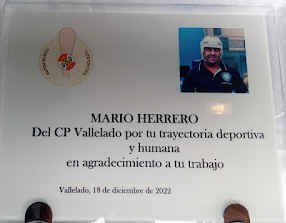 MARIO HERRERO
Del CP Vallelado por tu trayectoria deportiva
y humana
en agradecimiento a tu trabajo
Vallelado, 18 de diciembre de 2022